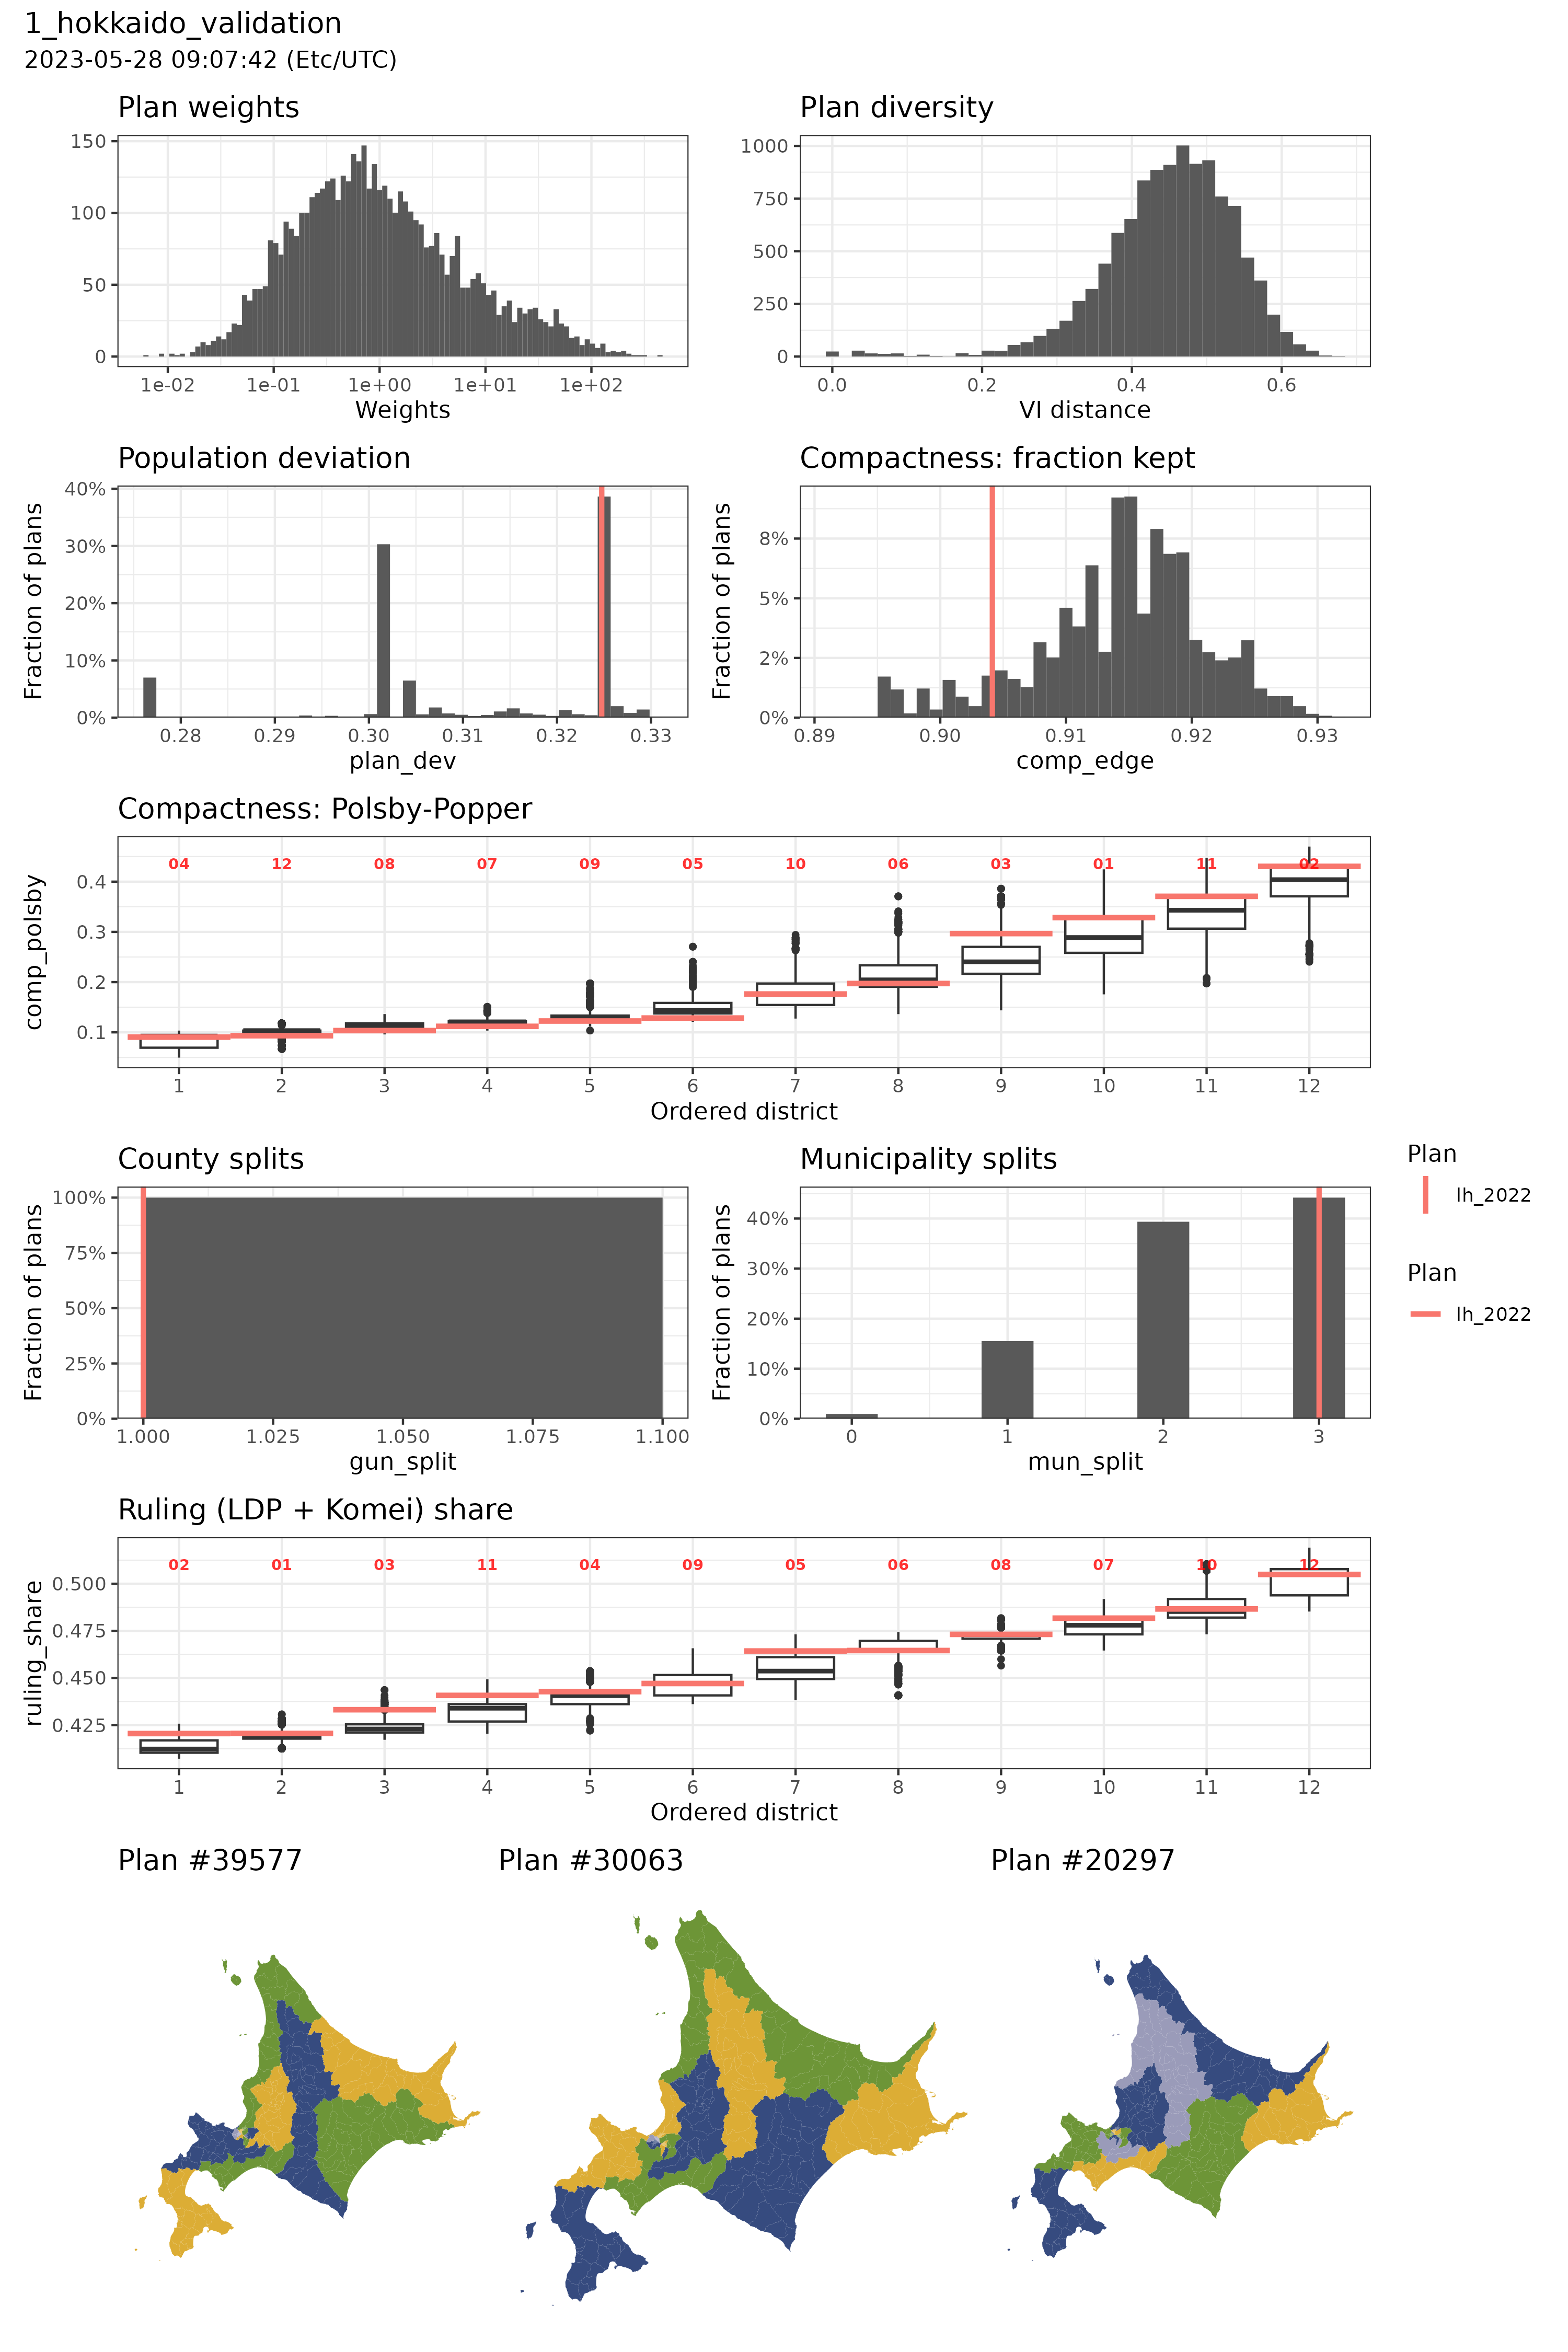 1_hokkaido_validation
2023-05-28 09:07:42 (Etc/UTC)
Plan weights
150
100
50
0
1e-02 1e-01 1e+00 1e+01 1e+02
Weights
Plan diversity
1000
750
500
250
0
0.0 0.2 0.4 0.6
VI distance
Population deviation
Fraction of plans
40%
30%
20%
10%
0%
0.28 0.29 0.30 0.31 0.32 0.33
plan_dev
Compactness: fraction kept
Fraction of plans
8%
5%
2%
0%
0.89 0.90 0.91 0.92 0.93
comp_edge
Compactness: Polsby-Popper
comp_polsby
04 12 08 07 09 05 10 06 03 01 11 02
0.4
0.3
0.2
0.1
1 2 3 4 5 6 7 8 9 10 11 12
Ordered district
County splits
Fraction of plans
100%
75%
50%
25%
0%
1.000 1.025 1.050 1.075 1.100
gun_split
Municipality splits
Fraction of plans
40%
30%
20%
10%
0%
0 1 2 3
mun_split
Plan
lh_2022
Plan
lh_2022
Ruling (LDP + Komei) share
ruling_share
02 01 03 11 04 09 05 06 08 07 10 12
0.500
0.475
0.450
0.425
1 2 3 4 5 6 7 8 9 10 11 12
Ordered district
Plan #39577
Plan #30063
Plan #20297